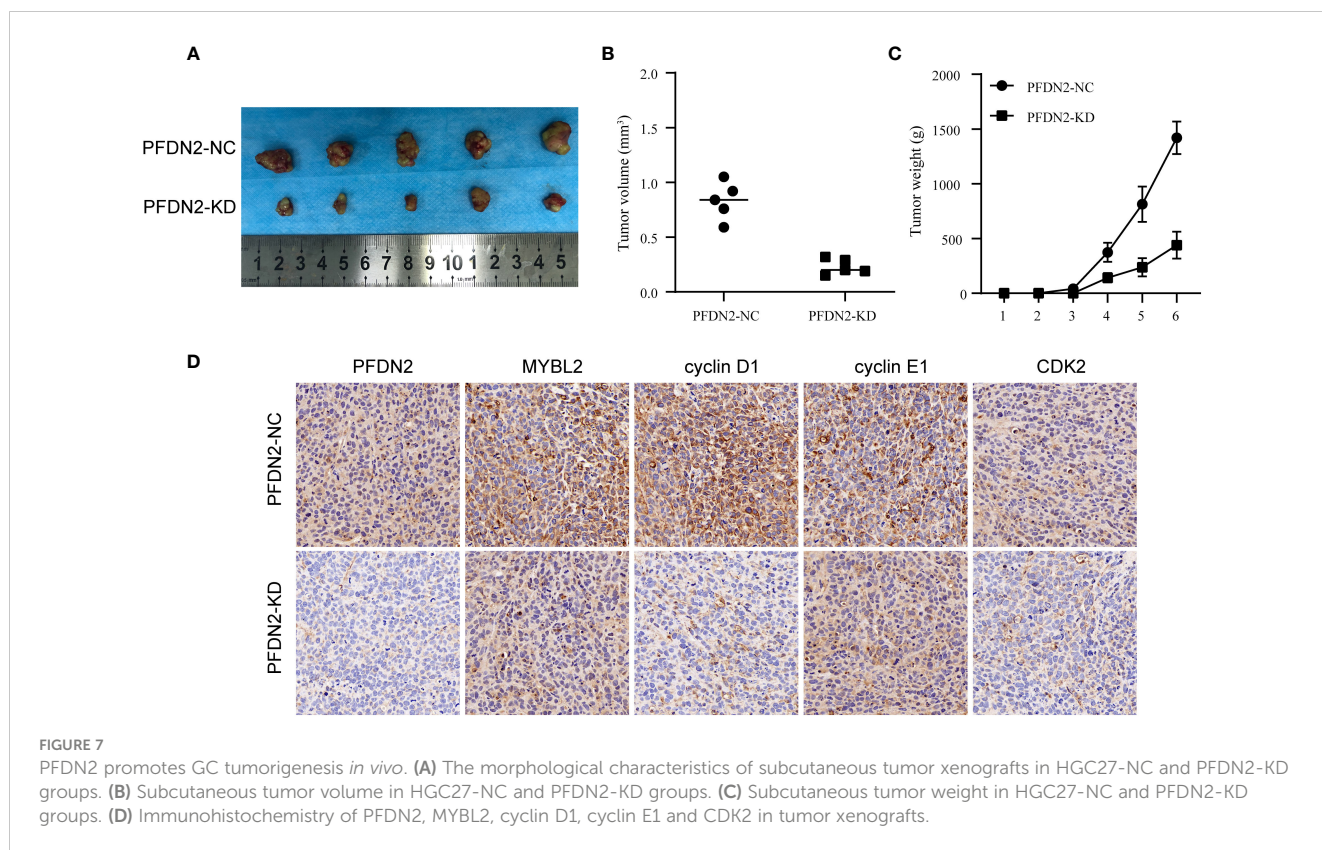 A
PFDN2-NC
PFDN2-KD
1 2 3 4 5 6 7 8 9 10 1 2 3 4 5
B
Tumor volume (mm³)
2.0
1.5
1.0
0.5
0.0
PFDN2-NC PFDN2-KD
C
Tumor weight (g)
2000
1500
1000
500
0
PFDN2-NC
PFDN2-KD
1 2 3 4 5 6
D
PFDN2 MYBL2 cyclin D1 cyclin E1 CDK2
PFDN2-NC
PFDN2-KD
FIGURE 7
PFDN2 promotes GC tumorigenesis in vivo. (A) The morphological characteristics of subcutaneous tumor xenografts in HGC27-NC and PFDN2-KD
groups. (B) Subcutaneous tumor volume in HGC27-NC and PFDN2-KD groups. (C) Subcutaneous tumor weight in HGC27-NC and PFDN2-KD
groups. (D) Immunohistochemistry of PFDN2, MYBL2, cyclin D1, cyclin E1 and CDK2 in tumor xenografts.